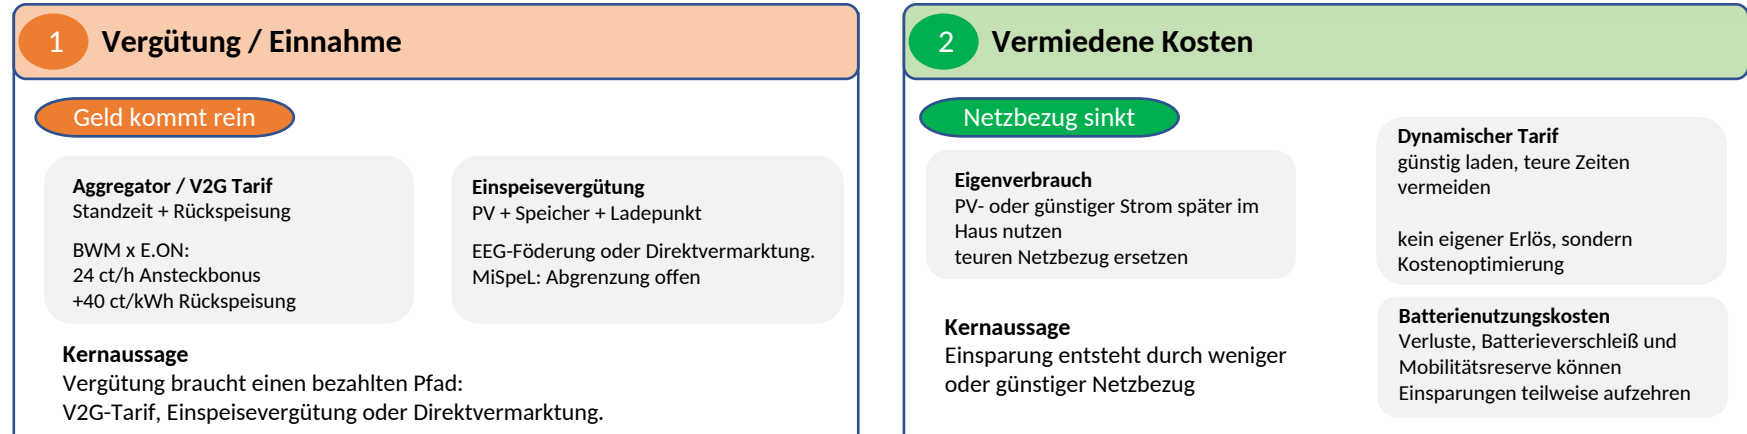 1 Vergütung / Einnahme
Geld kommt rein
Aggregator / V2G Tarif
Standzeit + Rückspeisung
BWM x E.ON:
24 ct/h Ansteckbonus
+40 ct/kWh Rückspeisung
Einspeisevergütung
PV + Speicher + Ladepunkt
EEG-Föderung oder Direktvermarktung.
MiSpeL: Abgrenzung offen
Kernaussage
Vergütung braucht einen bezahlten Pfad:
V2G-Tarif, Einspeisevergütung oder Direktvermarktung.
2 Vermiedene Kosten
Netzbezug sinkt
Eigenverbrauch
PV- oder günstiger Strom später im
Haus nutzen
teuren Netzbezug ersetzen
Kernaussage
Einsparung entsteht durch weniger
oder günstiger Netzbezug
Dynamischer Tarif
günstig laden, teure Zeiten
vermeiden
kein eigener Erlös, sondern
Kostenoptimierung
Batterienutzungskosten
Verluste, Batterieverschleiß und
Mobilitätsreserve können
Einsparungen teilweise aufzehren